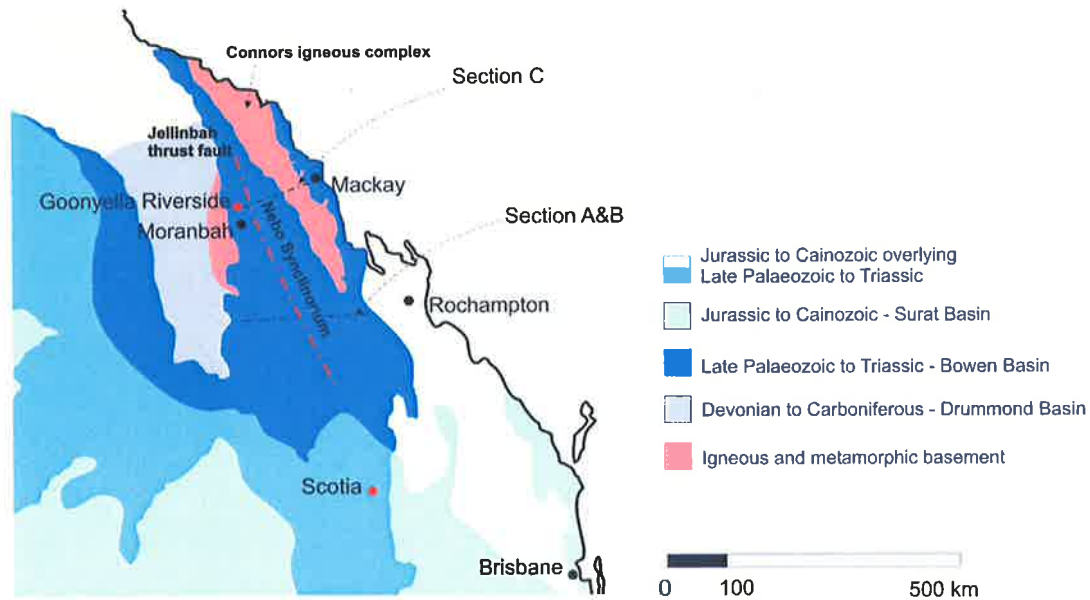 Connors igneous complex
Section C
Jellinbah
thrust fault
Mackay
Goonyella Riverside
Moranbah
Nebo Synclinorium
Section A&B
Rochampton
Scotia
Brisbane
Jurassic to Cainozoic overlying
Late Palaeozoic to Triassic
Jurassic to Cainozoic - Surat Basin
Late Palaeozoic to Triassic - Bowen Basin
Devonian to Carboniferous - Drummond Basin
Igneous and metamorphic basement
0 100 500 km